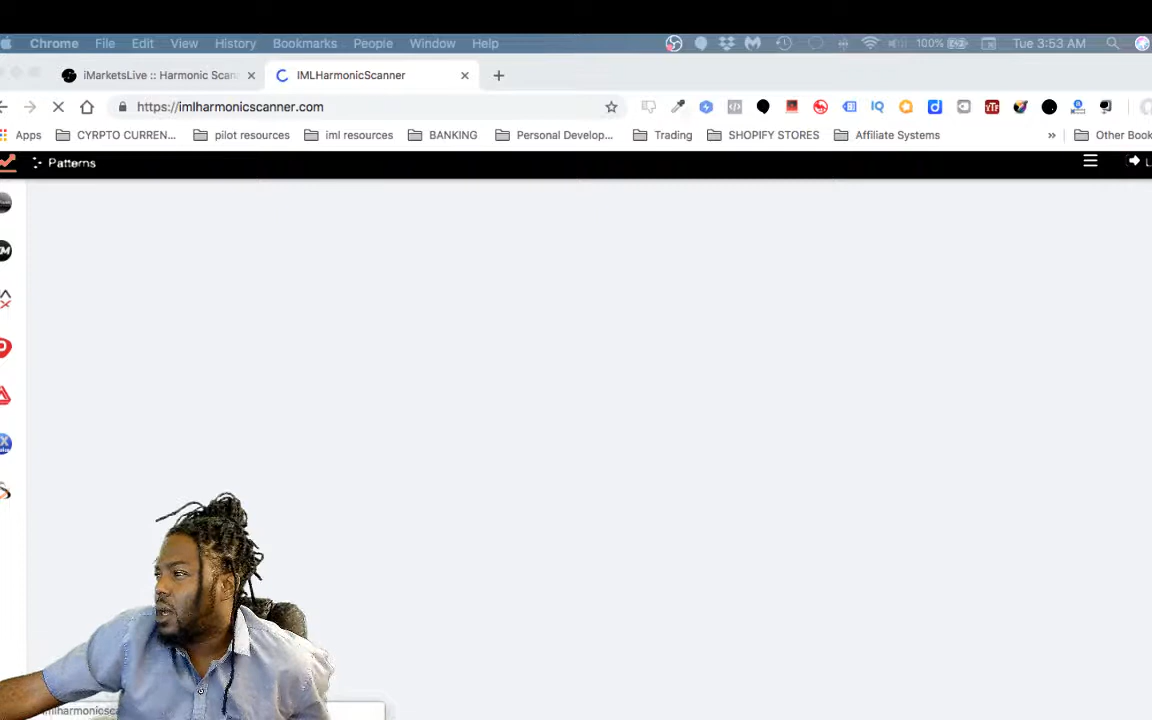 Chrome File Edit View History Bookmarks People Window Help 100% Tue 3:53 AM
iMarketsLive :: Harmonic Scan IMLHarmonicScanner
https://imlharmonicscanner.com
Apps CYRPTO CURREN... pilot resources iml resources BANKING Personal Develop... Trading SHOPIFY STORES Affiliate Systems » Other Book
Patterns